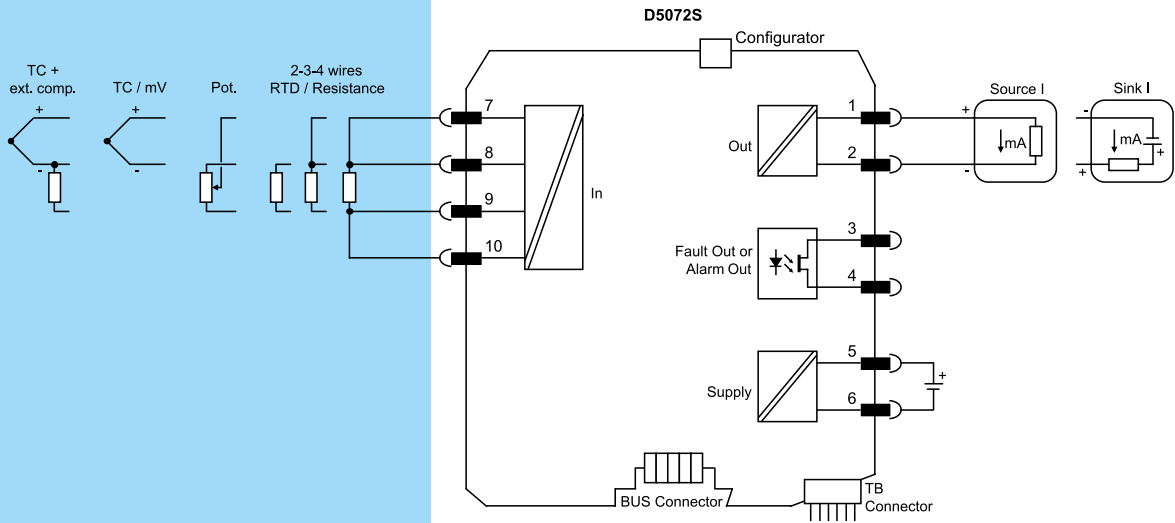 D5072S
Configurator
TC +
ext. comp.
TC / mV
Pot.
2-3-4 wires
RTD / Resistance
+
-
+
-
7
8
9
10
In
Out
1
2
+
-
Source I
mA
Sink I
-
+
mA
+
Fault Out or
Alarm Out
3
4
Supply
5
6
+
BUS Connector
TB
Connector